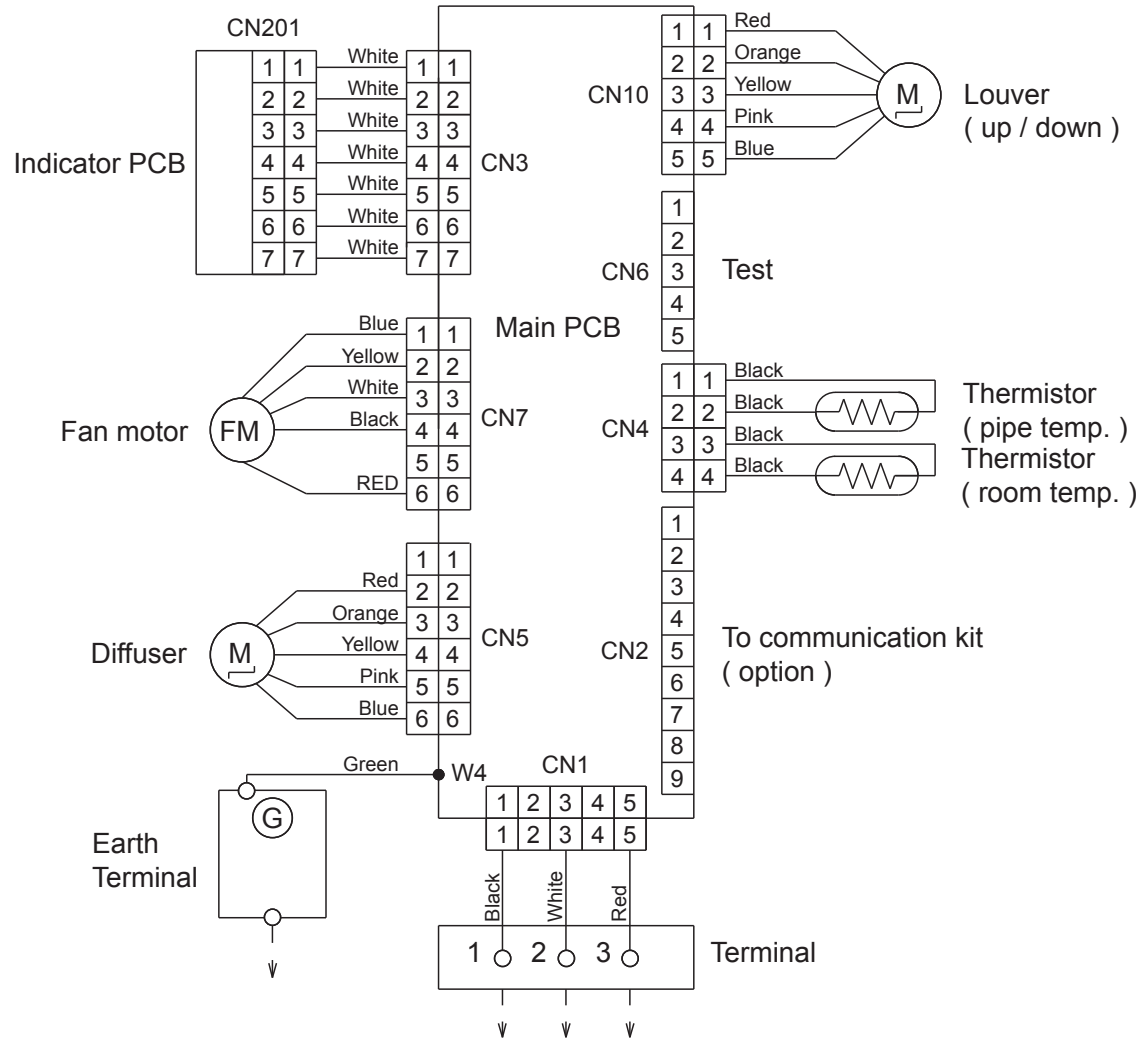 CN201
1 1 White 1 1
2 2 White 2 2
3 3 White 3 3
4 4 White 4 4
5 5 White 5 5
6 6 White 6 6
7 7 White 7 7
Indicator PCB
CN3
1 1 Red
2 2 Orange
3 3 Yellow
4 4 Pink
5 5 Blue
CN10
M
Louver
( up / down )
1
2
3
4
5
CN6
Test
Main PCB
Blue 1 1
Yellow 2 2
White 3 3
Black 4 4
5 5
RED 6 6
Fan motor
FM
CN7
1 1 Black
2 2 Black
3 3 Black
4 4 Black
CN4
Thermistor
( pipe temp. )
Thermistor
( room temp. )
1 1
Red 2 2
Orange 3 3
Yellow 4 4
Pink 5 5
Blue 6 6
Diffuser
M
CN5
1
2
3
4
5
6
7
8
9
CN2
To communication kit
( option )
Green
W4
CN1
1 2 3 4 5
1 2 3 4 5
G
Earth
Terminal
Black
White
Red
1 2 3
Terminal